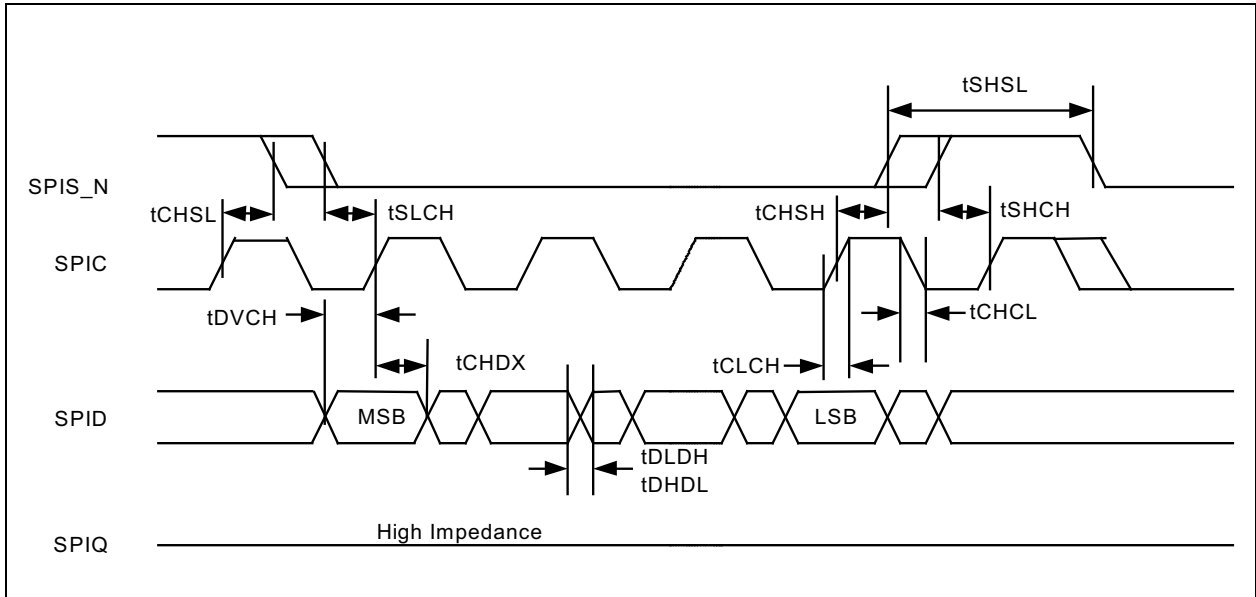 tSHSL
SPIS_N
tCHSL
tSLCH
tCHSH
tSHCH
SPIC
tDVCH
tCHCL
tCHDX
tCLCH
SPID
MSB
LSB
tDLDH
tDHDL
High Impedance
SPIQ